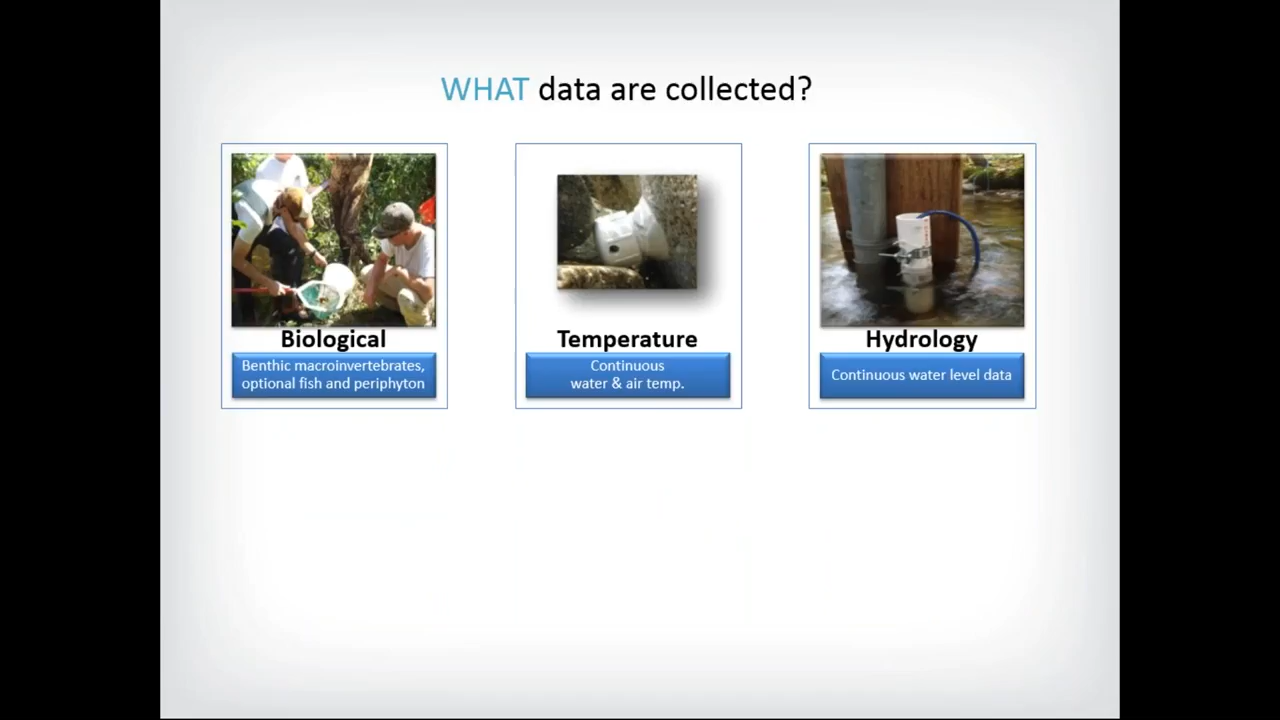 WHAT data are collected?
Biological
Benthic macroinvertebrates,
optional fish and periphyton
Temperature
Continuous
water & air temp.
Hydrology
Continuous water level data